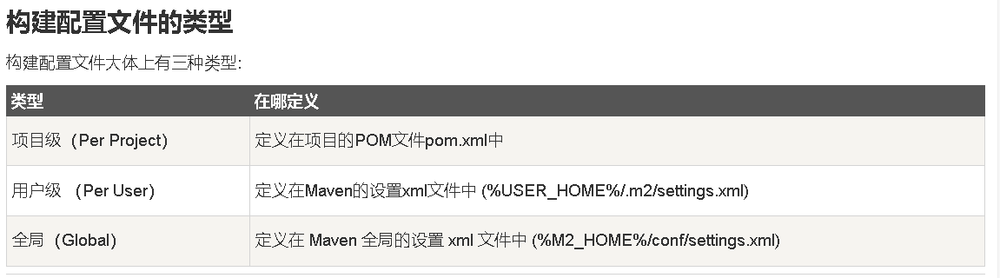 构建配置文件的类型
构建配置文件大体上有三种类型:
类型 在哪定义
项目级（Per Project） 定义在项目的POM文件pom.xml中
用户级 （Per User） 定义在Maven的设置xml文件中 (%USER_HOME%/.m2/settings.xml)
全局（Global） 定义在 Maven 全局的设置 xml 文件中 (%M2_HOME%/conf/settings.xml)